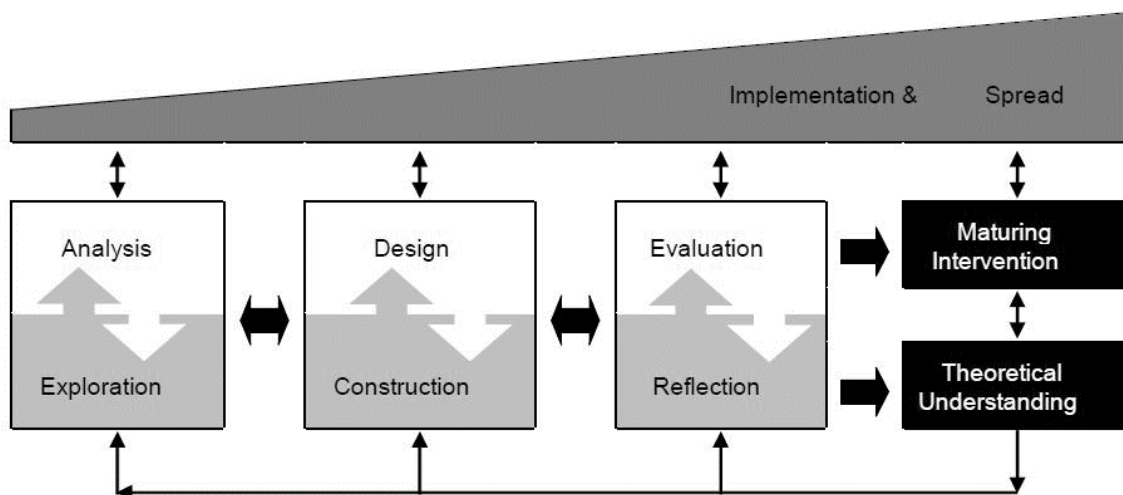 Implementation & Spread
Analysis
Exploration
Design
Construction
Evaluation
Reflection
Maturing
Intervention
Theoretical
Understanding